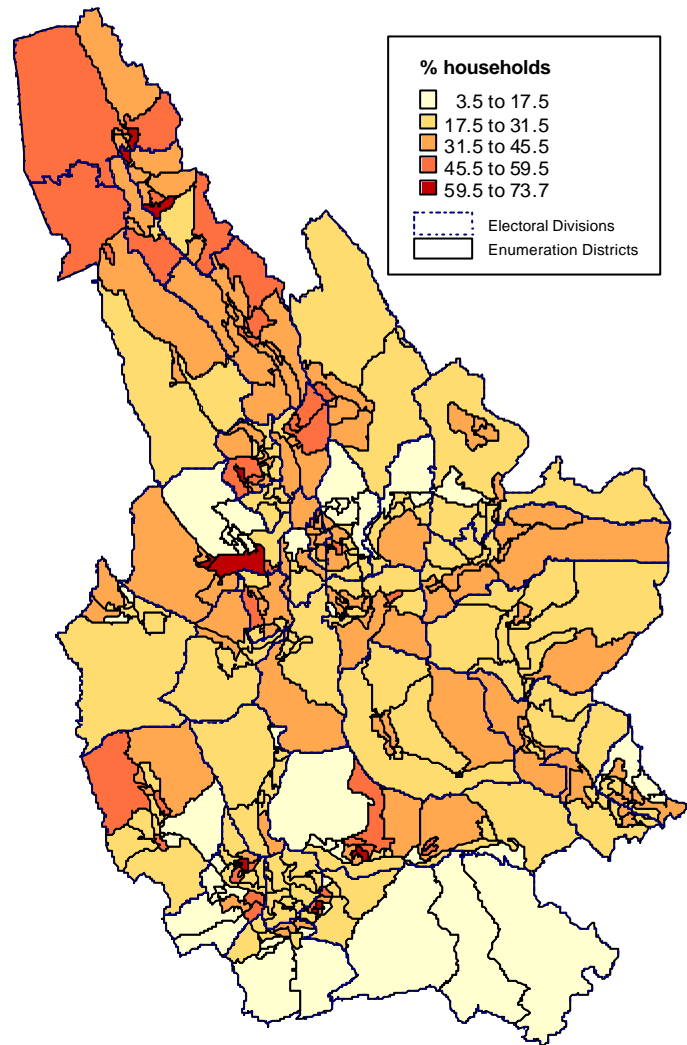 % households
3.5 to 17.5
17.5 to 31.5
31.5 to 45.5
45.5 to 59.5
59.5 to 73.7
Electoral Divisions
Enumeration Districts